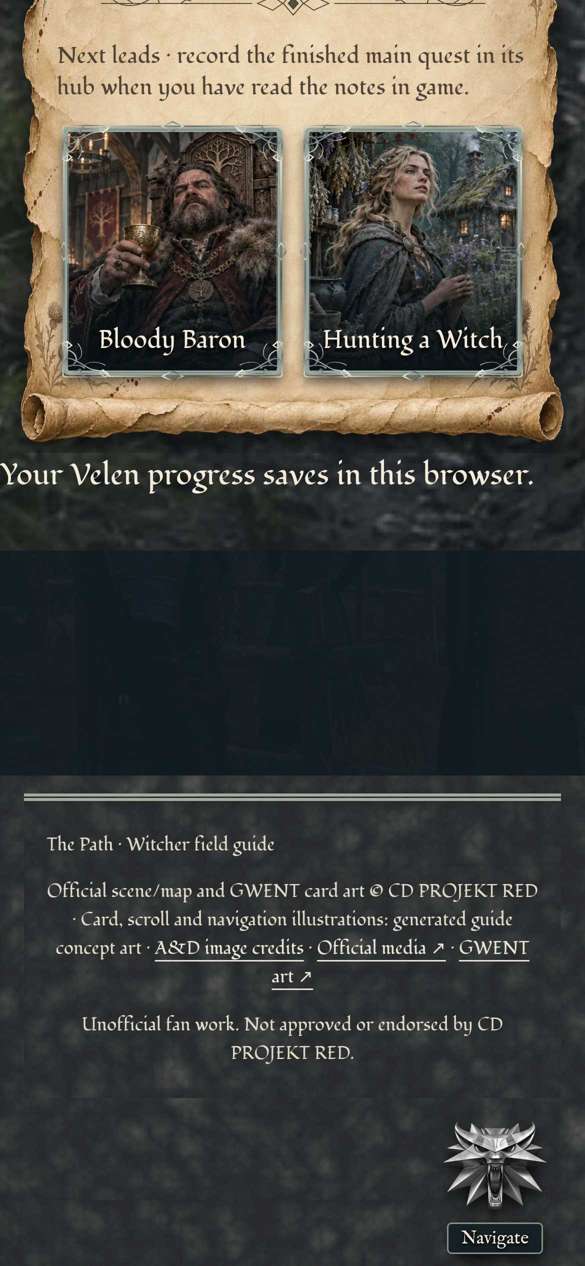 Next leads · record the finished main quest in its
hub when you have read the notes in game.
Bloody Baron
Hunting a Witch
Your Velen progress saves in this browser.
The Path · Witcher field guide
Official scene/map and GWENT card art © CD PROJEKT RED
· Card, scroll and navigation illustrations: generated guide
concept art · A&D image credits · Official media ↗ · GWENT
art ↗
Unofficial fan work. Not approved or endorsed by CD
PROJEKT RED.
Navigate